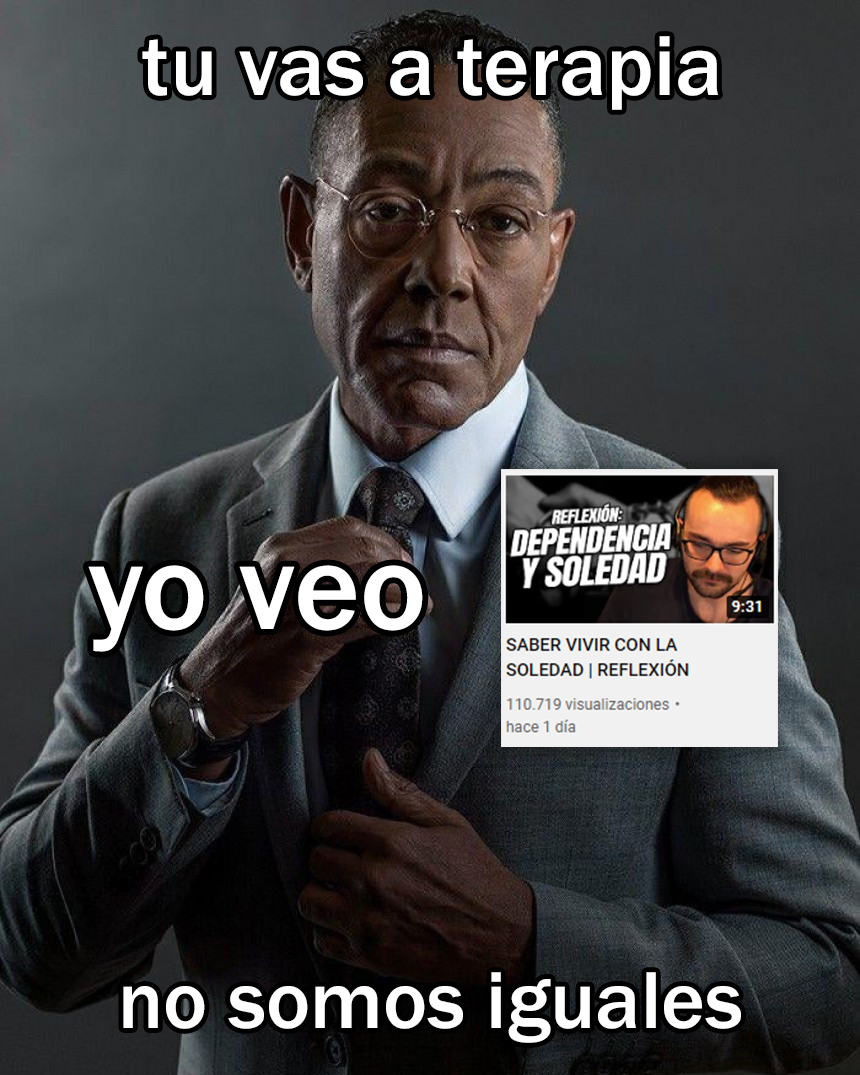 tu vas a terapia
yo veo
REFLEXIÓN:
DEPENDENCIA
Y SOLEDAD
9:31
SABER VIVIR CON LA
SOLEDAD | REFLEXIÓN
110.719 visualizaciones •
hace 1 día
no somos iguales